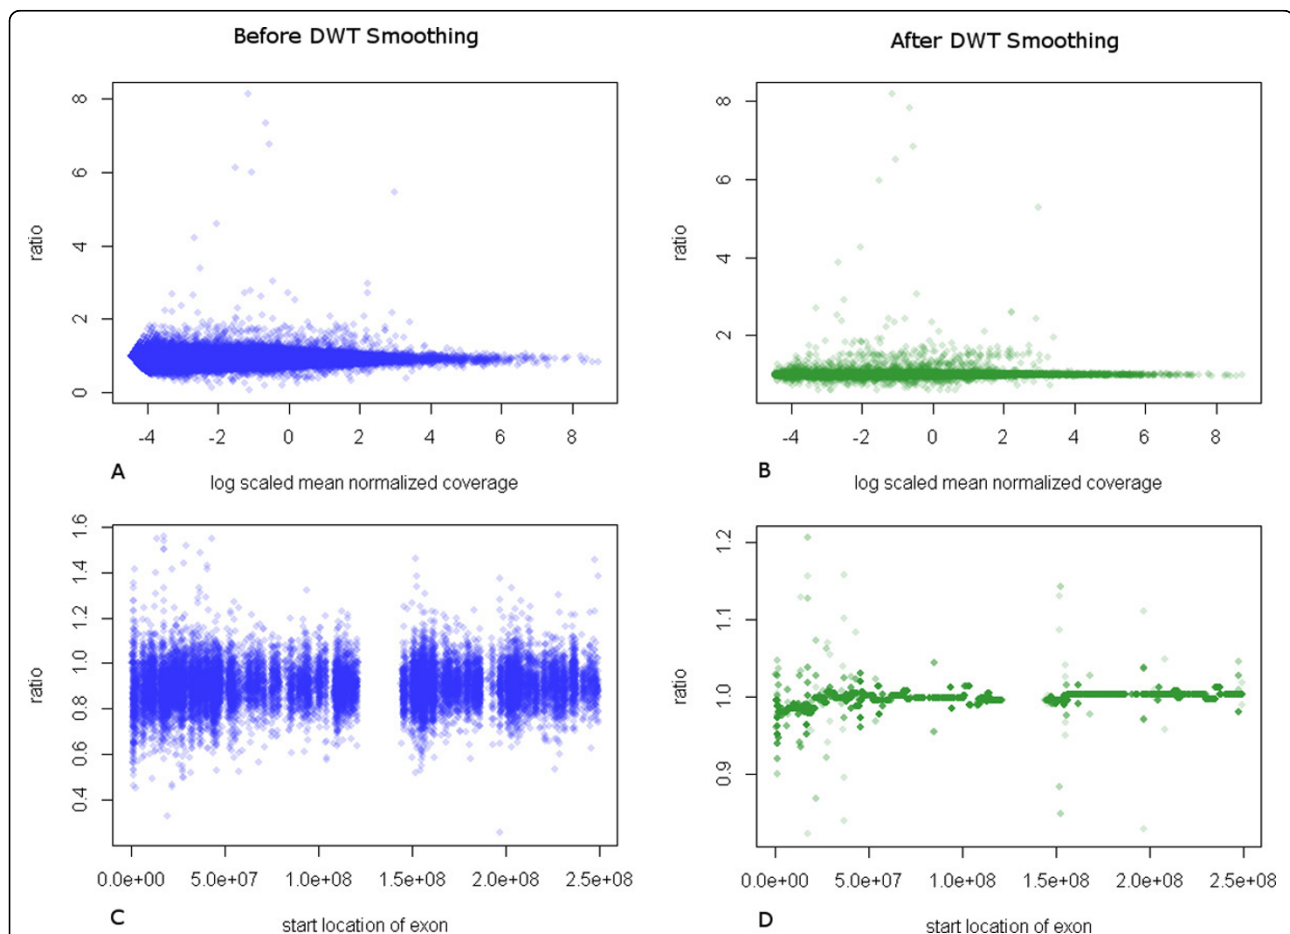 Before DWT Smoothing
After DWT Smoothing
ratio
8
6
4
2
0
-4 -2 0 2 4 6 8
A
log scaled mean normalized coverage
ratio
8
6
4
2
-4 -2 0 2 4 6 8
B
log scaled mean normalized coverage
ratio
1.6
1.4
1.2
1.0
0.8
0.6
0.4
0.0e+00 5.0e+07 1.0e+08 1.5e+08 2.0e+08 2.5e+08
C
start location of exon
ratio
1.2
1.1
1.0
0.9
0.0e+00 5.0e+07 1.0e+08 1.5e+08 2.0e+08 2.5e+08
D
start location of exon